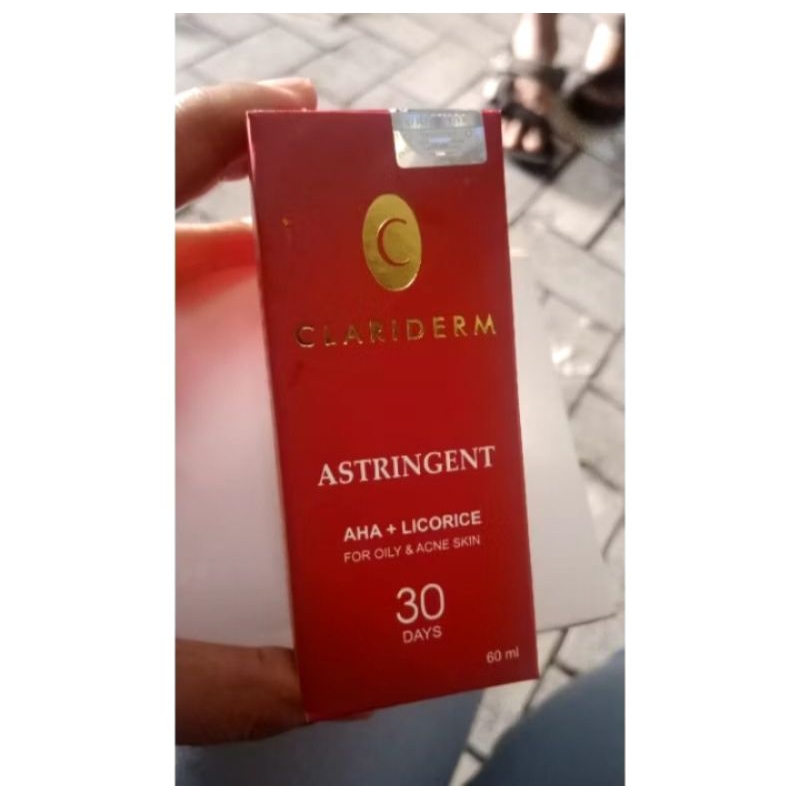 C
CLARIDERM
ASTRINGENT
AHA + LICORICE
FOR OILY & ACNE SKIN
30
DAYS
60 ml